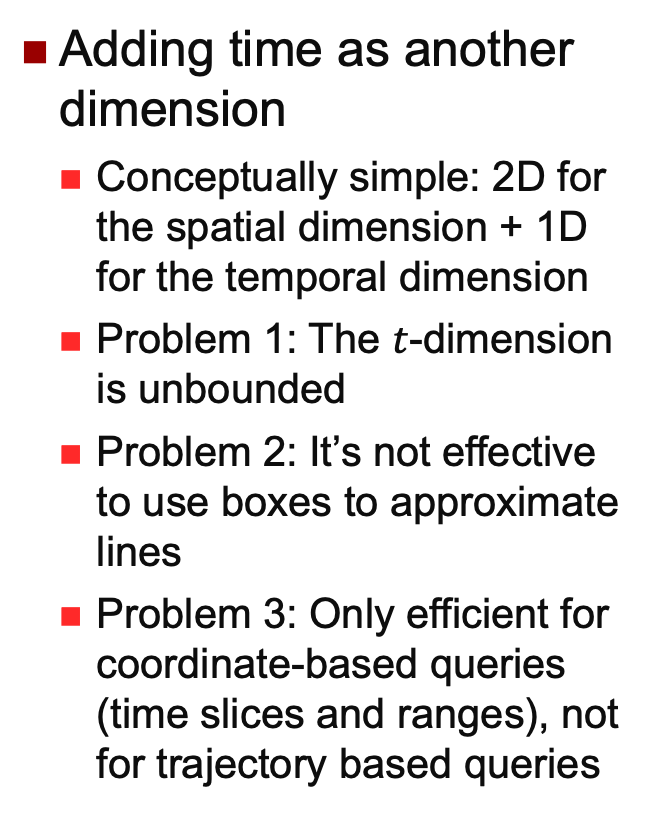 Adding time as another
dimension
Conceptually simple: 2D for
the spatial dimension + 1D
for the temporal dimension
Problem 1: The t-dimension
is unbounded
Problem 2: It’s not effective
to use boxes to approximate
lines
Problem 3: Only efficient for
coordinate-based queries
(time slices and ranges), not
for trajectory based queries